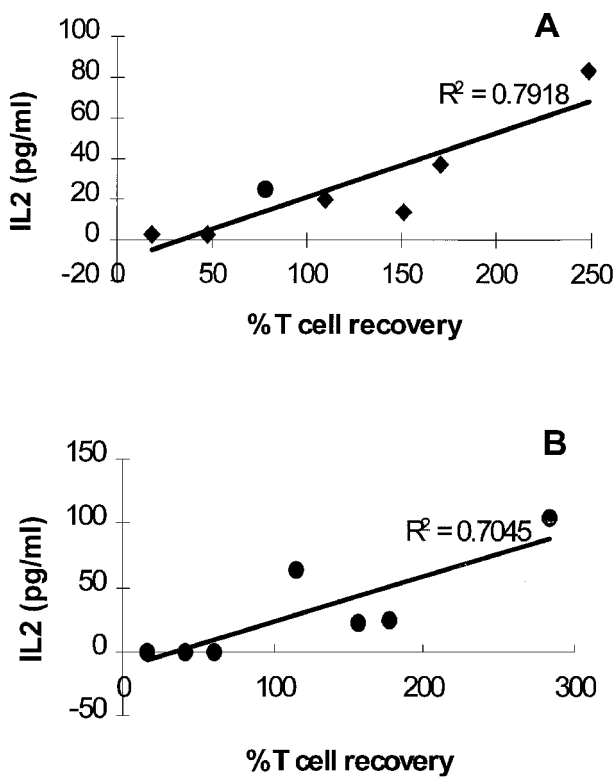 A
100
80
60
40
20
0
-20
IL2 (pg/ml)
R² = 0.7918
0 50 100 150 200 250
%T cell recovery
B
150
100
50
0
-50
IL2 (pg/ml)
R² = 0.7045
0 100 200 300
%T cell recovery